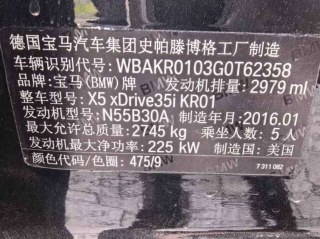 德国宝马汽车集团史帕滕博格工厂制造
车辆识别代号: WBAKR0103G0T62358
品牌: 宝马(BMW)牌 发动机排量: 2979 ml
整车型号: X5 xDrive35i KR01
发动机型号: N55B30A 制造年月: 2016.01
最大允许总质量: 2745 kg 乘坐人数: 5 人
发动机最大净功率: 225 kW 制造国: 美国
颜色代码/色圈: 475/9
7 311 082